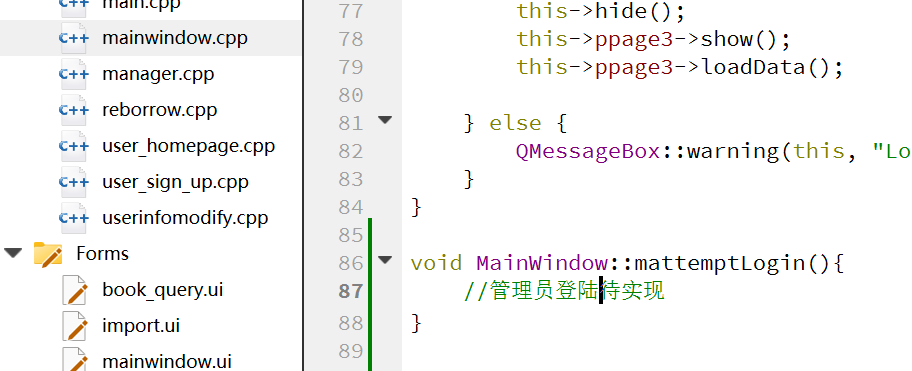 main.cpp
mainwindow.cpp
manager.cpp
reborrow.cpp
user_homepage.cpp
user_sign_up.cpp
userinfomodify.cpp
Forms
book_query.ui
import.ui
mainwindow.ui
77 this->hide();
78 this->ppage3->show();
79 this->ppage3->loadData();
80
81 } else {
82 QMessageBox::warning(this, "Lo
83 }
84 }
85
86 void MainWindow::mattemptLogin(){
87 //管理员登陆待实现
88 }
89